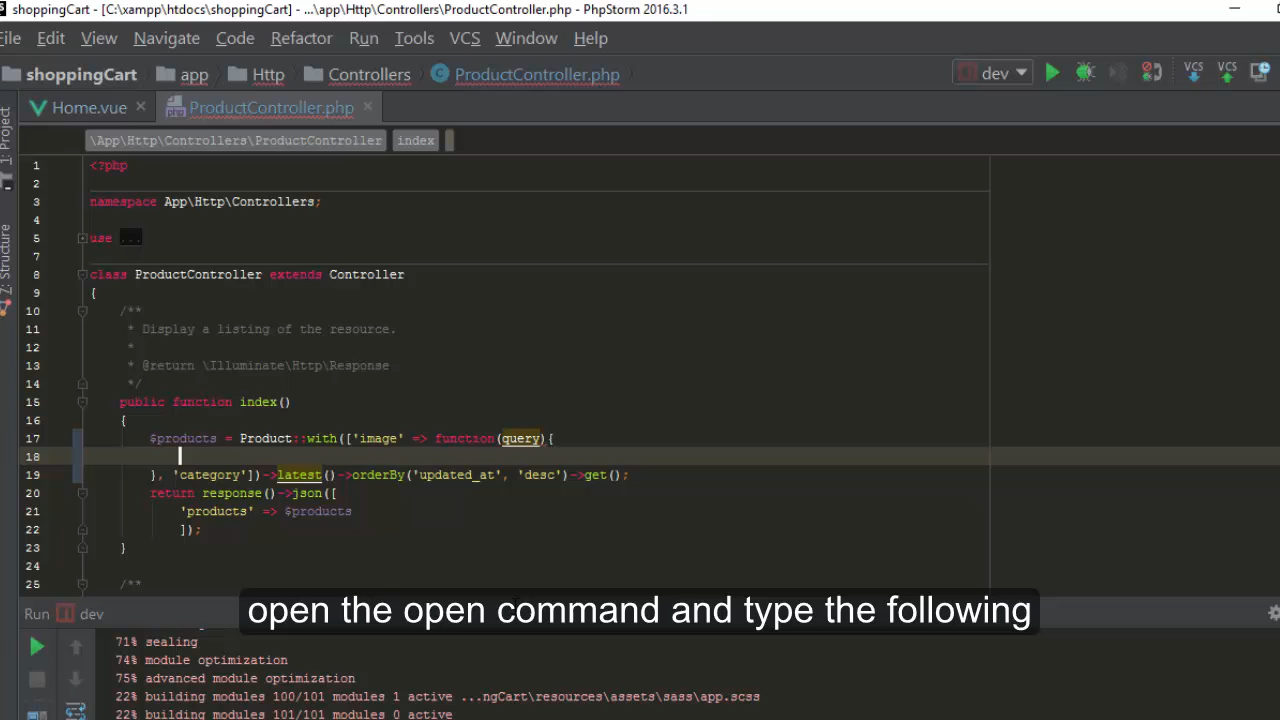 shoppingCart - [C:\xampp\htdocs\shoppingCart] - ...\app\Http\Controllers\ProductController.php - PhpStorm 2016.3.1
File Edit View Navigate Code Refactor Run Tools VCS Window Help
shoppingCart app Http Controllers ProductController.php dev VCS VCS
Home.vue ProductController.php
1: Project
Z: Structure
\App\Http\Controllers\ProductController index
1 <?php
2
3 namespace App\Http\Controllers;
4
5 use ...
7
8 class ProductController extends Controller
9 {
10 /**
11 * Display a listing of the resource.
12 *
13 * @return \Illuminate\Http\Response
14 */
15 public function index()
16 {
17 $products = Product::with(['image' => function(query){
18
19 }, 'category'])->latest()->orderBy('updated_at', 'desc')->get();
20 return response()->json([
21 'products' => $products
22 ]);
23 }
24
25 /**
open the open command and type the following
Run dev
71% sealing
74% module optimization
75% advanced module optimization
22% building modules 100/101 modules 1 active ...ngCart\resources\assets\sass\app.scss
22% building modules 101/101 modules 0 active